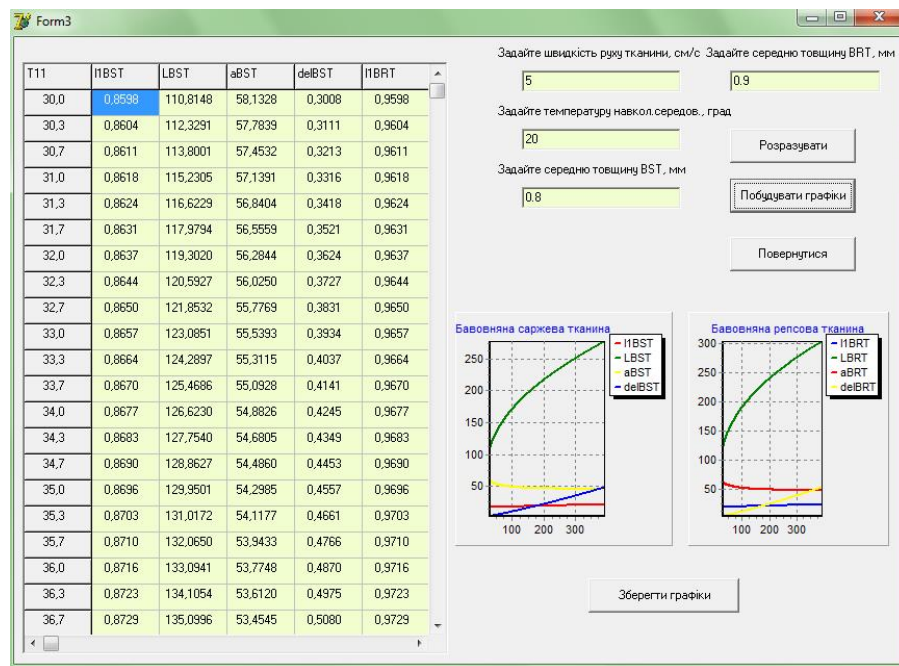 Form3
Задайте швидкість руху тканини, см/с Задайте середню товщину BRT, мм
5 0.9
Задайте температуру навкол.середов., град
20
Розразувати
Задайте середню товщину BST, мм
0.8
Побудувати графіки
Повернутися
T11 l1BST LBST aBST delBST l1BRT
30,0 0,8598 110,8148 58,1328 0,3008 0,9598
30,3 0,8604 112,3291 57,7839 0,3111 0,9604
30,7 0,8611 113,8001 57,4532 0,3213 0,9611
31,0 0,8618 115,2305 57,1391 0,3316 0,9618
31,3 0,8624 116,6229 56,8404 0,3418 0,9624
31,7 0,8631 117,9794 56,5559 0,3521 0,9631
32,0 0,8637 119,3020 56,2844 0,3624 0,9637
32,3 0,8644 120,5927 56,0250 0,3727 0,9644
32,7 0,8650 121,8532 55,7769 0,3831 0,9650
33,0 0,8657 123,0851 55,5393 0,3934 0,9657
33,3 0,8664 124,2897 55,3115 0,4037 0,9664
33,7 0,8670 125,4686 55,0928 0,4141 0,9670
34,0 0,8677 126,6230 54,8826 0,4245 0,9677
34,3 0,8683 127,7540 54,6805 0,4349 0,9683
34,7 0,8690 128,8627 54,4860 0,4453 0,9690
35,0 0,8696 129,9501 54,2985 0,4557 0,9696
35,3 0,8703 131,0172 54,1177 0,4661 0,9703
35,7 0,8710 132,0650 53,9433 0,4766 0,9710
36,0 0,8716 133,0941 53,7748 0,4870 0,9716
36,3 0,8723 134,1054 53,6120 0,4975 0,9723
36,7 0,8729 135,0996 53,4545 0,5080 0,9729
Бавовняна саржева тканина
l1BST
LBST
aBST
delBST
250
200
150
100
50
100 200 300
Бавовняна репсова тканина
l1BRT
LBRT
aBRT
delBRT
300
250
200
150
100
50
100 200 300
Зберегти графіки